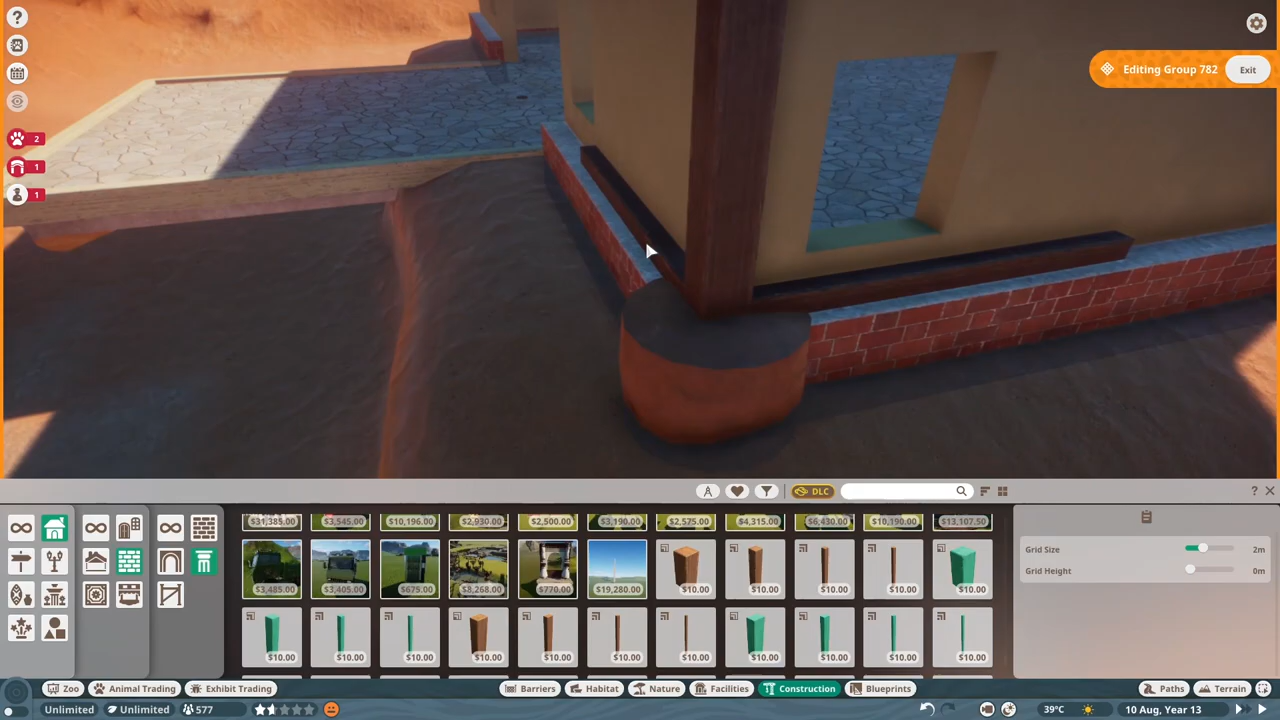 ?
Editing Group 782 Exit
2
1
1
DLC
? ×
$31,385.00 $3,545.00 $10,196.00 $2,930.00 $2,500.00 $3,190.00 $2,575.00 $4,315.00 $6,430.00 $10,190.00 $13,107.50
$3,485.00 $3,405.00 $675.00 $8,268.00 $770.00 $19,280.00 $10.00 $10.00 $10.00 $10.00 $10.00
$10.00 $10.00 $10.00 $10.00 $10.00 $10.00 $10.00 $10.00 $10.00 $10.00 $10.00
Grid Size 2m
Grid Height 0m
Zoo Animal Trading Exhibit Trading Barriers Habitat Nature Facilities Construction Blueprints Paths Terrain
Unlimited Unlimited 577 39°C 10 Aug, Year 13